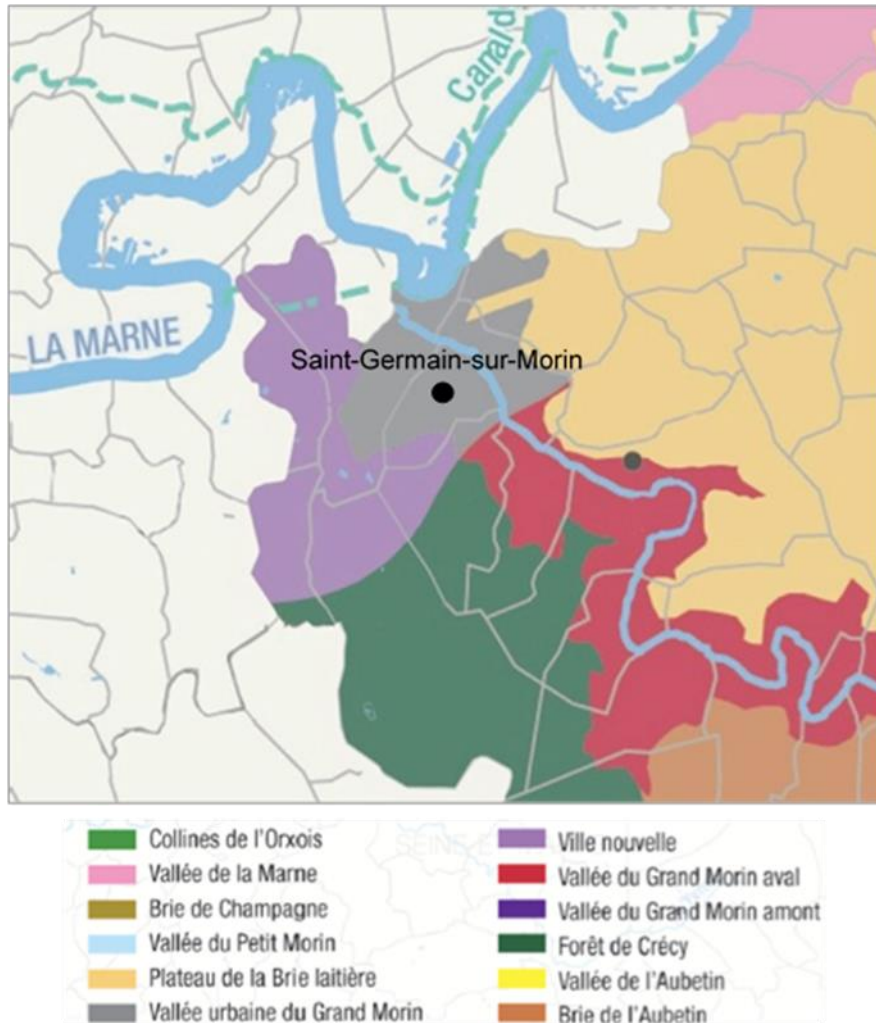 Canal d
LA MARNE
Saint-Germain-sur-Morin
SEINE E
Collines de l'Orxois
Vallée de la Marne
Brie de Champagne
Vallée du Petit Morin
Plateau de la Brie laitière
Vallée urbaine du Grand Morin
Ville nouvelle
Vallée du Grand Morin aval
Vallée du Grand Morin amont
Forêt de Crécy
Vallée de l'Aubetin
Brie de l'Aubetin